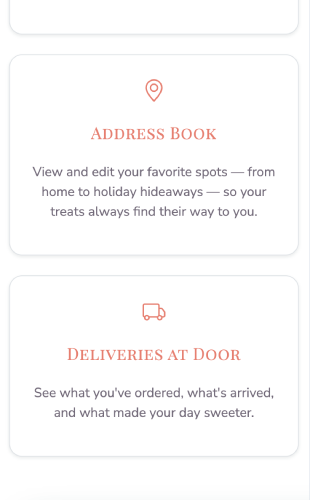 Address Book
View and edit your favorite spots — from
home to holiday hideaways — so your
treats always find their way to you.
Deliveries at Door
See what you've ordered, what's arrived,
and what made your day sweeter.